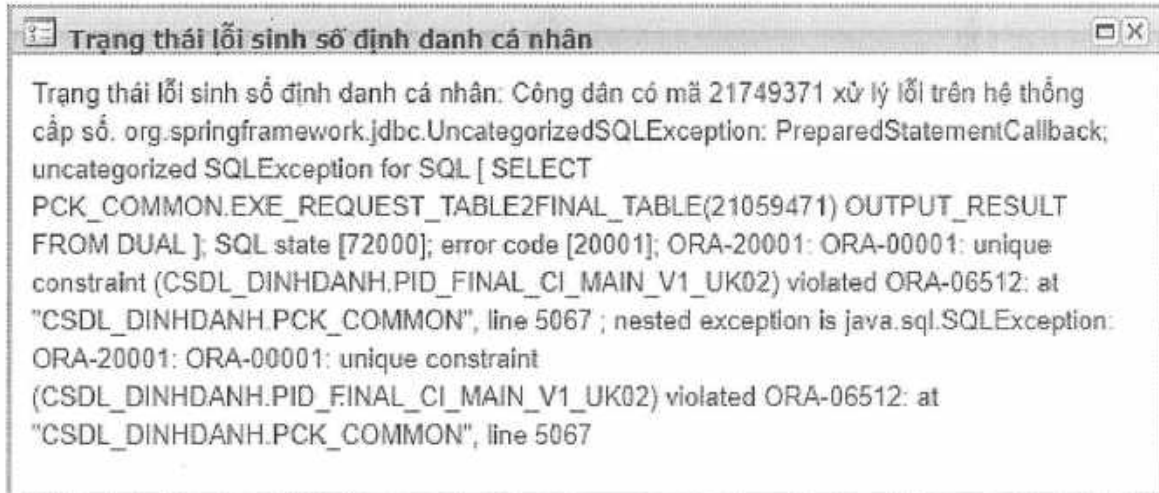 Trạng thái lỗi sinh số định danh cá nhân
Trạng thái lỗi sinh số định danh cá nhân: Công dân có mã 21749371 xử lý lỗi trên hệ thống
cấp số. org.springframework.jdbc.UncategorizedSQLException: PreparedStatementCallback;
uncategorized SQLException for SQL [ SELECT
PCK_COMMON.EXE_REQUEST_TABLE2FINAL_TABLE(21059471) OUTPUT_RESULT
FROM DUAL ]; SQL state [72000]; error code [20001]; ORA-20001: ORA-00001: unique
constraint (CSDL_DINHDANH.PID_FINAL_CI_MAIN_V1_UK02) violated ORA-06512: at
"CSDL_DINHDANH.PCK_COMMON", line 5067 ; nested exception is java.sql.SQLException:
ORA-20001: ORA-00001: unique constraint
(CSDL_DINHDANH.PID_FINAL_CI_MAIN_V1_UK02) violated ORA-06512: at
"CSDL_DINHDANH.PCK_COMMON", line 5067